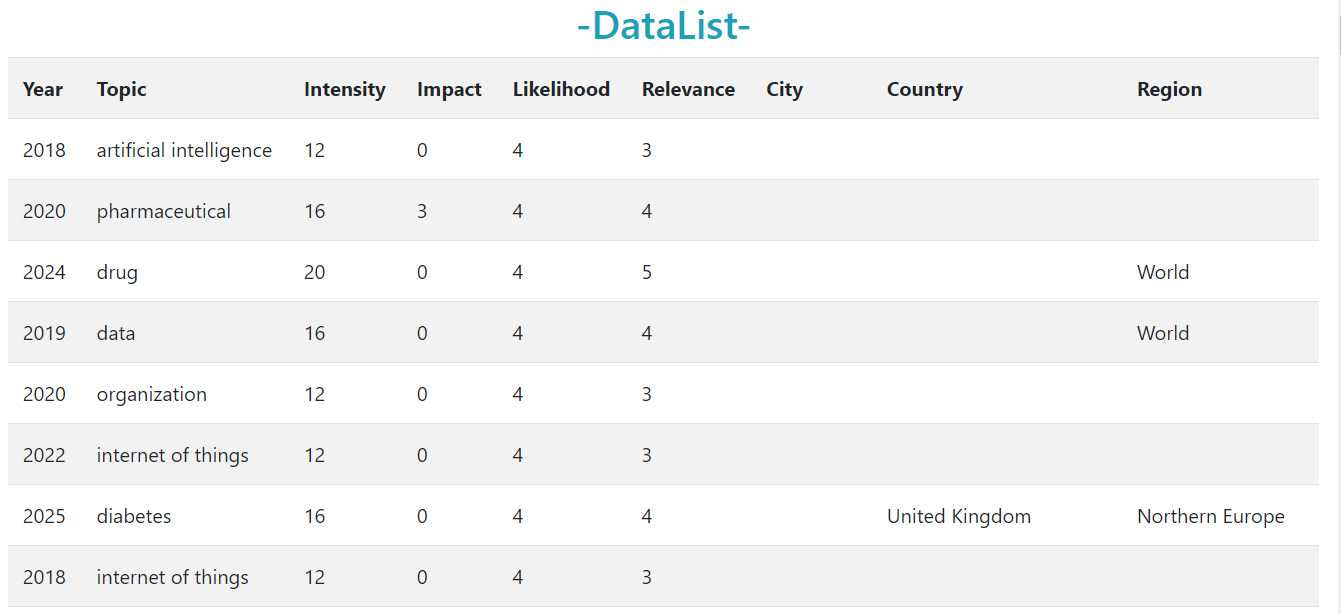 -DataList-
Year Topic Intensity Impact Likelihood Relevance City Country Region
2018 artificial intelligence 12 0 4 3
2020 pharmaceutical 16 3 4 4
2024 drug 20 0 4 5 World
2019 data 16 0 4 4 World
2020 organization 12 0 4 3
2022 internet of things 12 0 4 3
2025 diabetes 16 0 4 4 United Kingdom Northern Europe
2018 internet of things 12 0 4 3